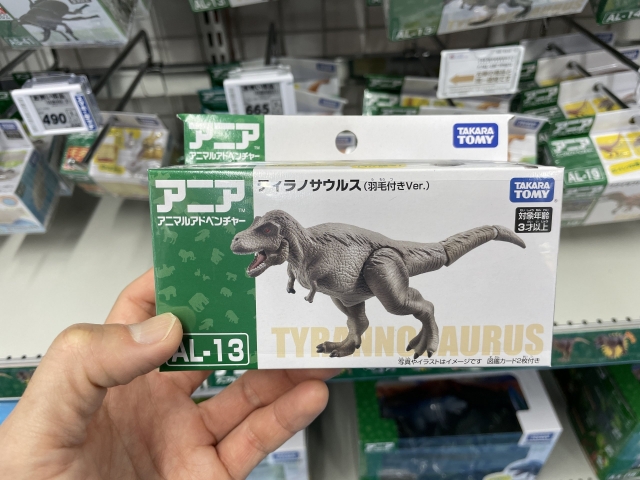 490
665
アニア
アニマルアドベンチャー
TAKARA
TOMY
アニア
アニマルアドベンチャー
ティラノサウルス(羽毛付きVer.)
TAKARA
TOMY
対象年齢
3才以上
TYRANNOSAURUS
AL-13
写真やイラストはイメージです 図鑑カード2枚付き
アニア
AL-19